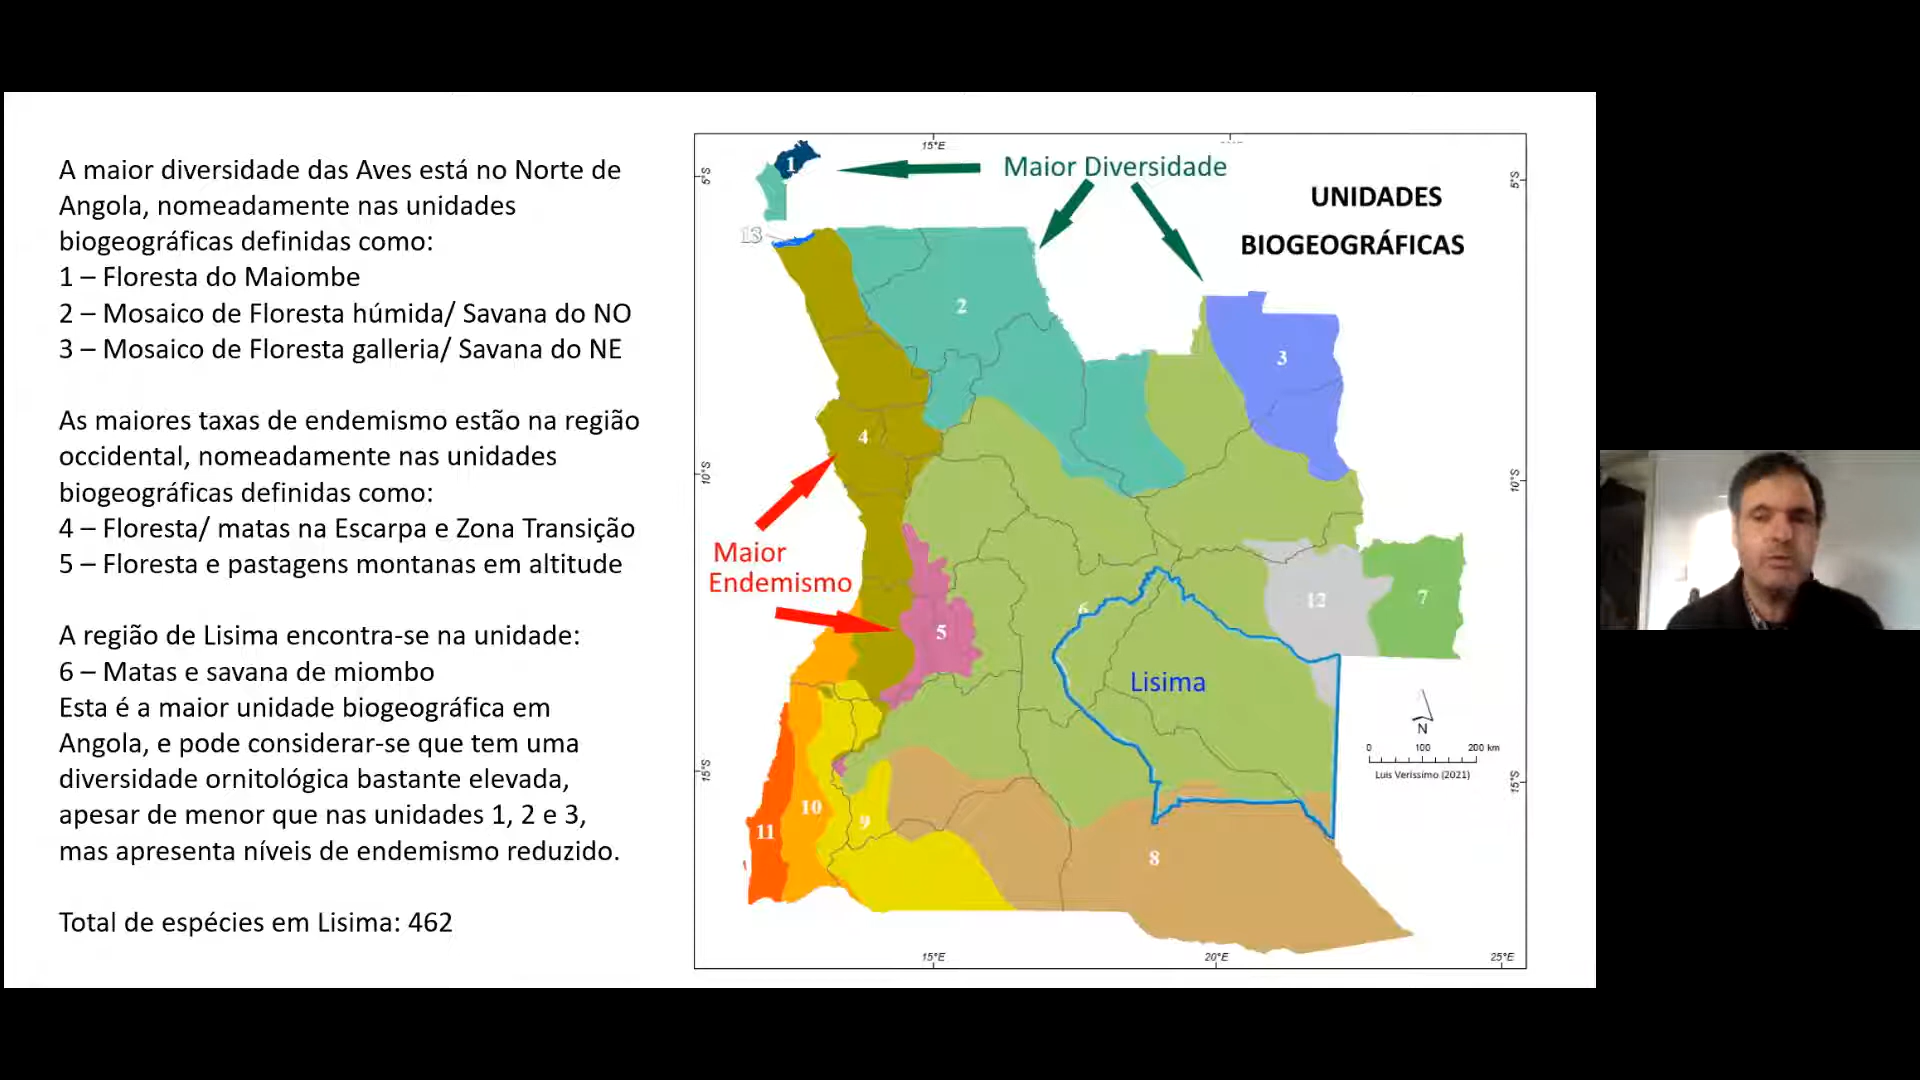 A maior diversidade das Aves está no Norte de
Angola, nomeadamente nas unidades
biogeográficas definidas como:
1 – Floresta do Maiombe
2 – Mosaico de Floresta húmida/ Savana do NO
3 – Mosaico de Floresta galleria/ Savana do NE
As maiores taxas de endemismo estão na região
occidental, nomeadamente nas unidades
biogeográficas definidas como:
4 – Floresta/ matas na Escarpa e Zona Transição
5 – Floresta e pastagens montanas em altitude
A região de Lisima encontra-se na unidade:
6 – Matas e savana de miombo
Esta é a maior unidade biogeográfica em
Angola, e pode considerar-se que tem uma
diversidade ornitológica bastante elevada,
apesar de menor que nas unidades 1, 2 e 3,
mas apresenta níveis de endemismo reduzido.
Total de espécies em Lisima: 462
15°E
Maior Diversidade
UNIDADES
BIOGEOGRÁFICAS
5°S
5°S
1
13
2
3
4
10°S
10°S
Maior
Endemismo
5
6
12
7
Lisima
N
0 100 200 km
Luis Verissimo (2021)
15°S
15°S
10
11
9
8
15°E
20°E
25°E